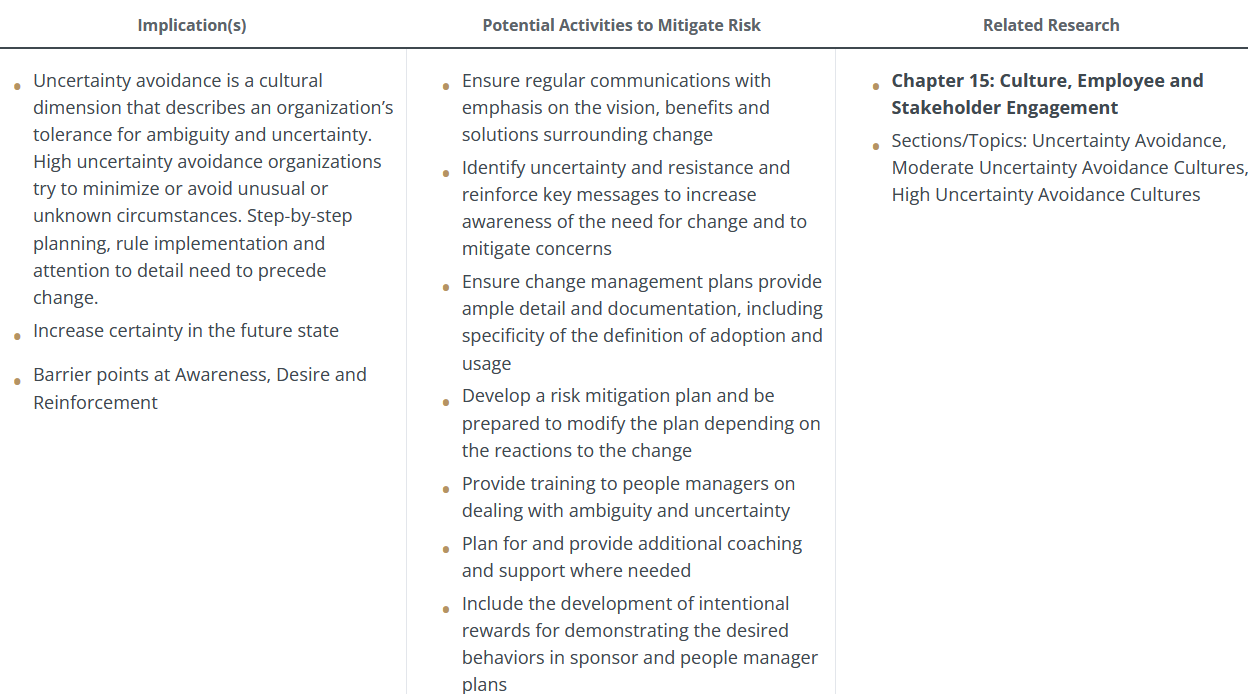 Implication(s)
Potential Activities to Mitigate Risk
Related Research
Uncertainty avoidance is a cultural
dimension that describes an organization’s
tolerance for ambiguity and uncertainty.
High uncertainty avoidance organizations
try to minimize or avoid unusual or
unknown circumstances. Step-by-step
planning, rule implementation and
attention to detail need to precede
change.
Increase certainty in the future state
Barrier points at Awareness, Desire and
Reinforcement
Ensure regular communications with
emphasis on the vision, benefits and
solutions surrounding change
Identify uncertainty and resistance and
reinforce key messages to increase
awareness of the need for change and to
mitigate concerns
Ensure change management plans provide
ample detail and documentation, including
specificity of the definition of adoption and
usage
Develop a risk mitigation plan and be
prepared to modify the plan depending on
the reactions to the change
Provide training to people managers on
dealing with ambiguity and uncertainty
Plan for and provide additional coaching
and support where needed
Include the development of intentional
rewards for demonstrating the desired
behaviors in sponsor and people manager
plans
Chapter 15: Culture, Employee and
Stakeholder Engagement
Sections/Topics: Uncertainty Avoidance,
Moderate Uncertainty Avoidance Cultures,
High Uncertainty Avoidance Cultures